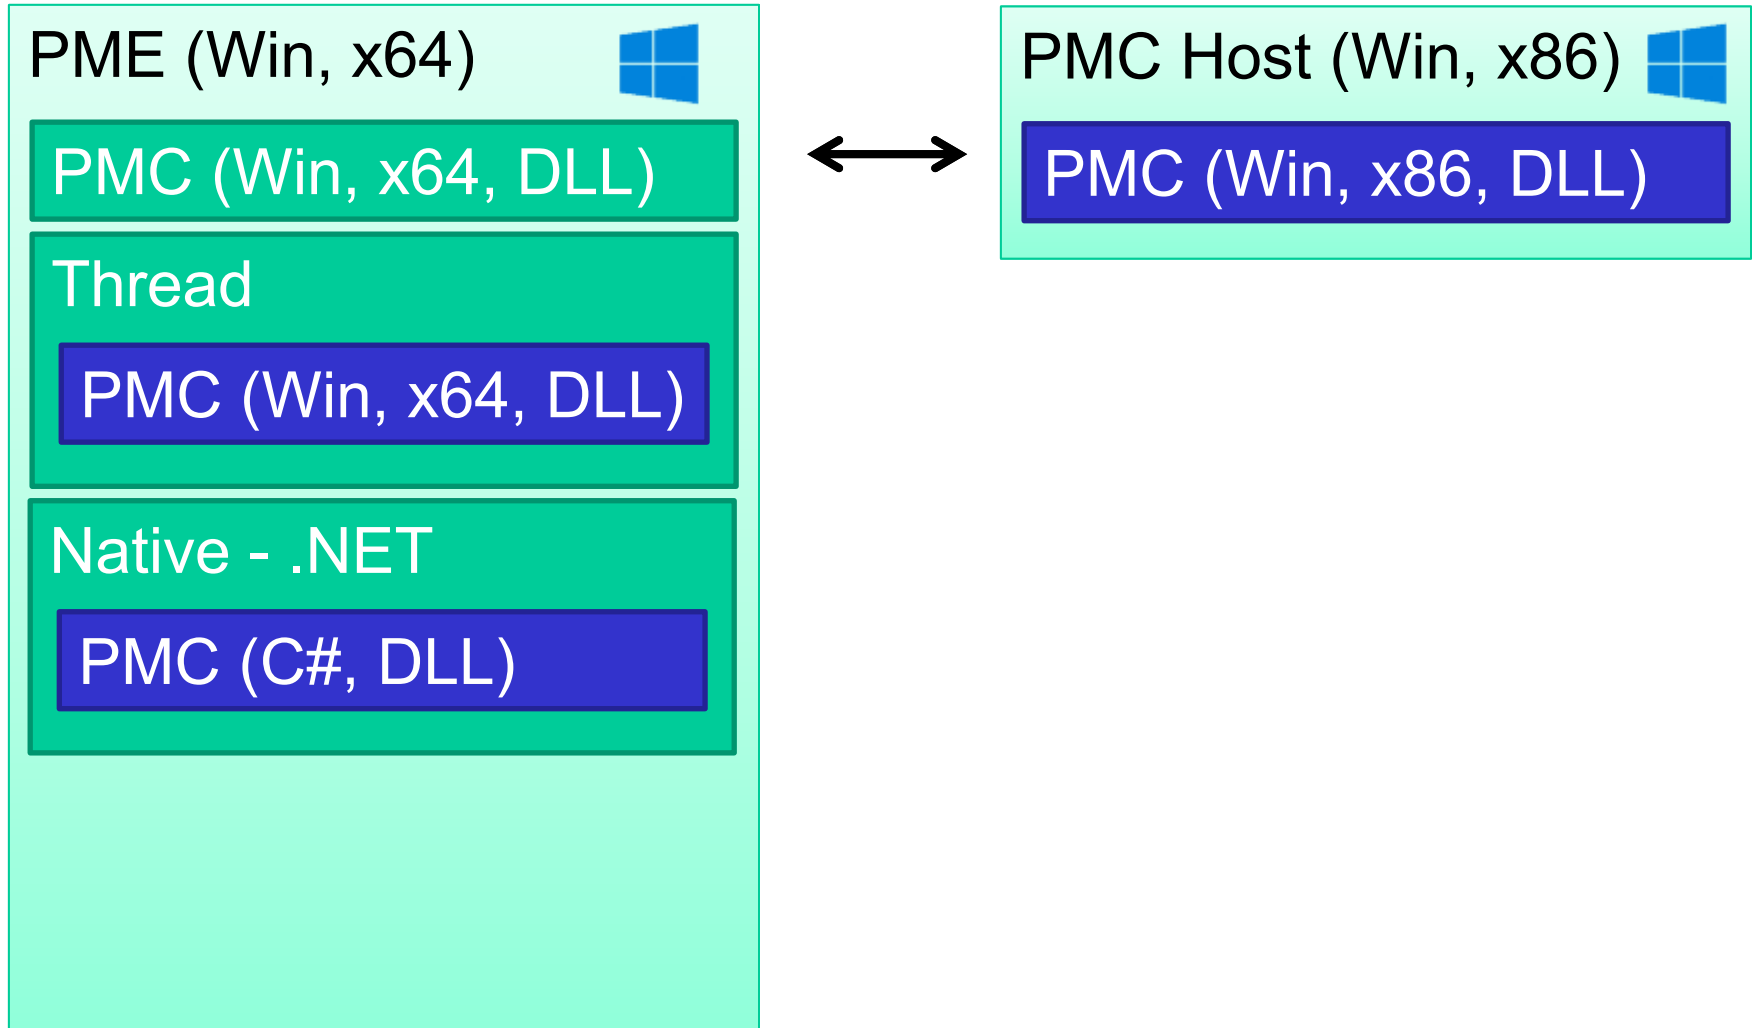 PME (Win, x64)
PMC (Win, x64, DLL)
Thread
PMC (Win, x64, DLL)
Native - .NET
PMC (C#, DLL)
PMC Host (Win, x86)
PMC (Win, x86, DLL)